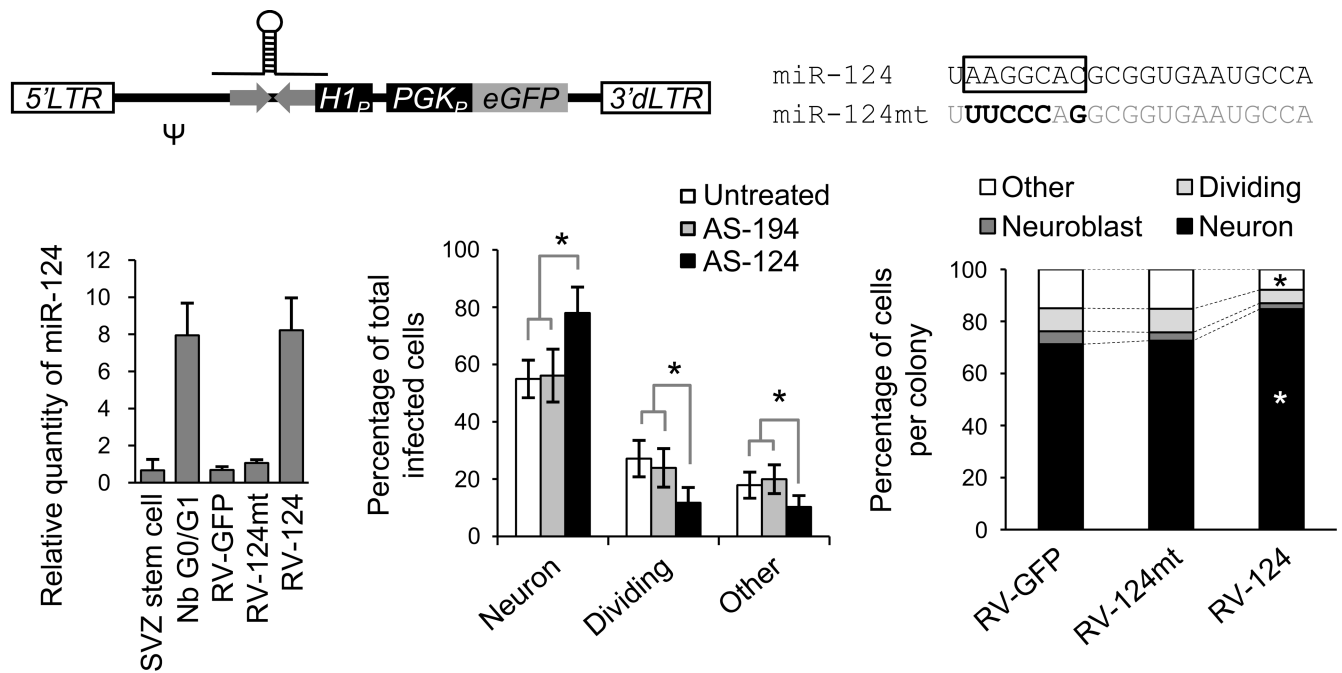 5'LTR
Ψ
H1P
PGKP
eGFP
3'dLTR
miR-124 UAAGGCACGCGGUGAAUGCCA
miR-124mt UUUCCCAGGCGGUGAAUGCCA
Relative quantity of miR-124
12
10
8
6
4
2
0
SVZ stem cell
Nb G0/G1
RV-GFP
RV-124mt
RV-124
Untreated
AS-194
AS-124
Percentage of total
infected cells
100
80
60
40
20
0
*
*
*
Neuron
Dividing
Other
Other
Dividing
Neuroblast
Neuron
Percentage of cells
per colony
100
80
60
40
20
0
*
*
RV-GFP
RV-124mt
RV-124